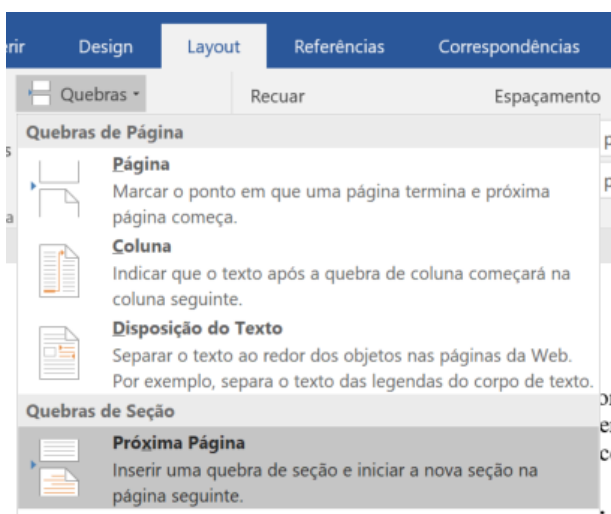 erir Design Layout Referências Correspondências
Quebras Recuar Espaçamento
Quebras de Página
Página
Marcar o ponto em que uma página termina e próxima
página começa.
Coluna
Indicar que o texto após a quebra de coluna começará na
coluna seguinte.
Disposição do Texto
Separar o texto ao redor dos objetos nas páginas da Web.
Por exemplo, separa o texto das legendas do corpo de texto.
Quebras de Seção
Próxima Página
Inserir uma quebra de seção e iniciar a nova seção na
página seguinte.